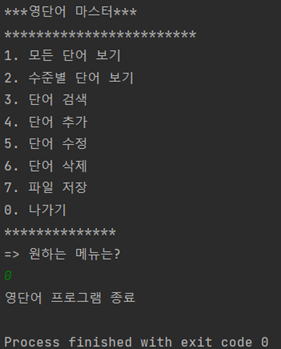 ***영단어 마스터***
************************
1. 모든 단어 보기
2. 수준별 단어 보기
3. 단어 검색
4. 단어 추가
5. 단어 수정
6. 단어 삭제
7. 파일 저장
0. 나가기
**************
=> 원하는 메뉴는?
0
영단어 프로그램 종료
Process finished with exit code 0